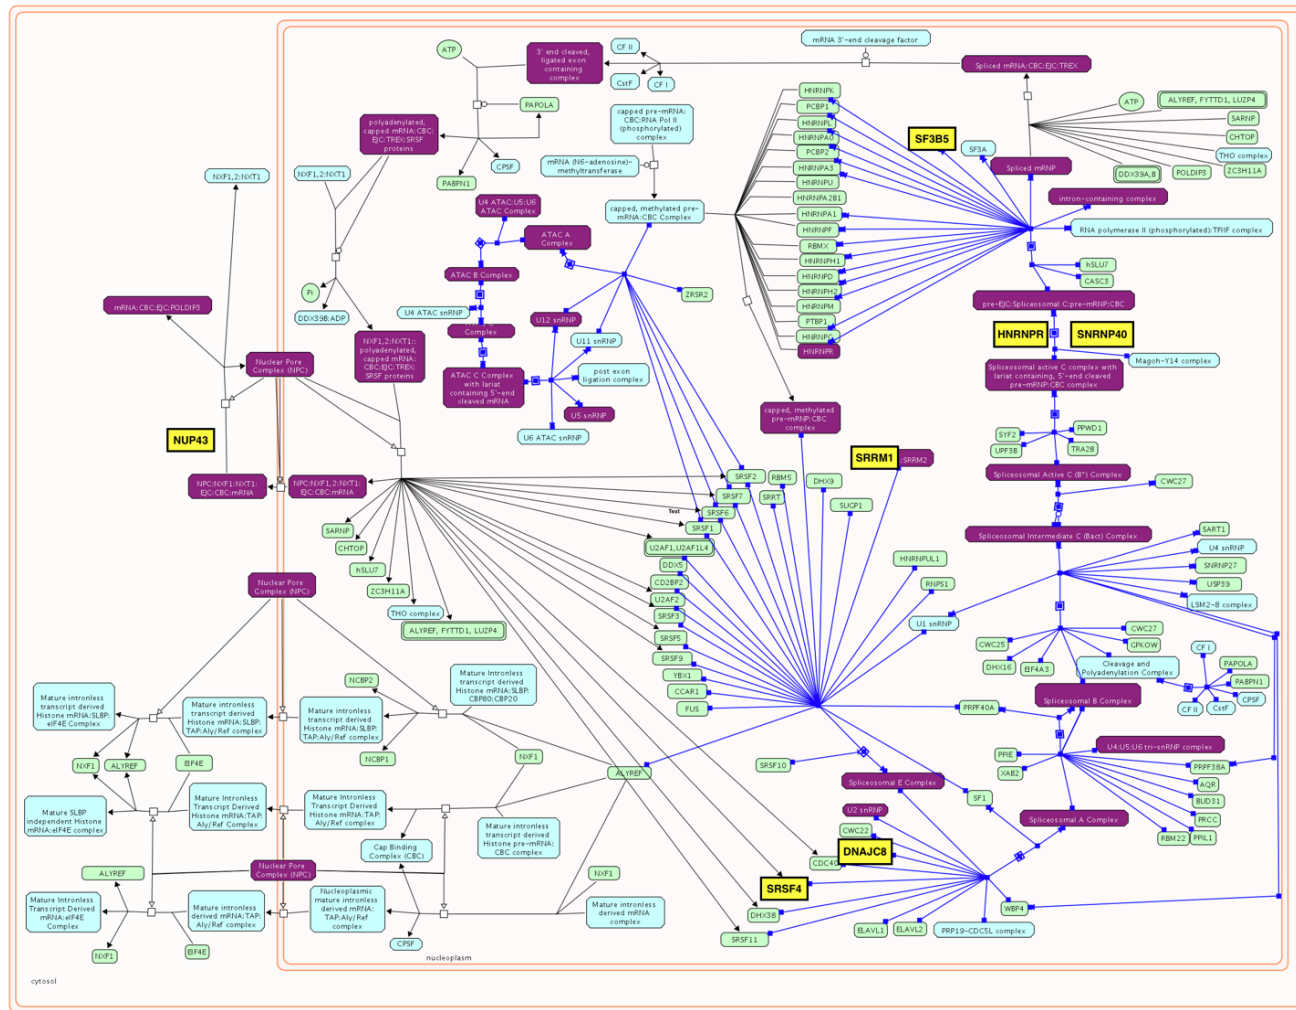 mRNA 3'-end cleavage factor
ATP
3' end cleaved,
ligated exon
containing
complex
CF II
CstF
CF I
Spliced mRNA:CBC:EJC:TREX
PAPOLA
polyadenylated,
capped mRNA:CBC:
EJC:TREX:SRSF
proteins
CPSF
PABPN1
capped pre-mRNA:
CBC:RNA Pol II
(phosphorylated)
complex
mRNA (N6-adenosine)-
methyltransferase
capped, methylated pre-
mRNA:CBC Complex
HNRNPK
PCBP1
HNRNPL
HNRNPA0
PCBP2
HNRNPA3
HNRNPU
HNRNPA2B1
HNRNPA1
HNRNPF
RBMX
HNRNPH1
HNRNPD
HNRNPH2
HNRNPM
PTBP1
HNRNPC
HNRNPR
SF3B5
SF3A
Spliced mRNP
ATP
ALYREF, FYTTD1, LUZP4
SARNP
CHTOP
THO complex
ZC3H11A
POLDIP3
DDX39A,B
intron-containing complex
RNA polymerase II (phosphorylated):TFIIF complex
hSLU7
CASC3
pre-EJC:Spliceosomal C:pre-mRNP:CBC
HNRNPR
SNRNP40
Magoh-Y14 complex
Spliceosomal active C complex with
lariat containing, 5'-end cleaved
pre-mRNP:CBC complex
SYF2
PPWD1
UPF3B
TRA2B
Spliceosomal Active C (B*) Complex
CWC27
Spliceosomal Intermediate C (Bact) Complex
SART1
U4 snRNP
SNRNP27
USP39
LSM2-8 complex
NXF1,2:NXT1
NXF1,2:NXT1
U4 ATAC:U5:U6
ATAC Complex
ATAC A
Complex
ATAC B Complex
U4 ATAC snRNP
Complex
ATAC C Complex
with lariat
containing 5'-end
cleaved mRNA
U12 snRNP
U11 snRNP
post exon
ligation complex
U5 snRNP
U6 ATAC snRNP
ZRSR2
Pi
DDX39B:ADP
mRNA:CBC:EJC:POLDIP3
Nuclear Pore
Complex (NPC)
NXF1,2:NXT1::
polyadenylated,
capped mRNA:
CBC:EJC:TREX:
SRSF proteins
capped, methylated
pre-mRNP:CBC
complex
NUP43
NPC:NXF1:NXT1:
EJC:CBC:mRNA
NPC:NXF1,2:NXT1:
EJC:CBC:mRNA
SRRM1
:SRRM2
SRSF2
SRSF7
SRSF6
SRSF1
Text
RBM5
SRRT
DHX9
SUGP1
HNRNPUL1
RNPS1
U1 snRNP
U2AF1,U2AF1L4
DDX5
CD2BP2
U2AF2
SRSF3
SRSF5
SRSF9
YBX1
CCAR1
FUS
SARNP
CHTOP
hSLU7
ZC3H11A
THO complex
ALYREF, FYTTD1, LUZP4
Nuclear Pore
Complex (NPC)
CWC25
CWC27
GPKOW
DHX16
EIF4A3
Cleavage and
Polyadenylation Complex
CF I
PAPOLA
PABPN1
CPSF
CstF
CF II
Spliceosomal B Complex
PRPF40A
U4:U5:U6 tri-snRNP complex
PPIE
XAB2
PRPF38A
AQR
BUD31
PRCC
PPIL1
RBM22
Spliceosomal A Complex
SRSF10
Spliceosomal E Complex
SF1
U2 snRNP
CWC22
DNAJC8
CDC40
SRSF4
DHX38
SRSF11
ELAVL1
ELAVL2
PRP19-CDC5L complex
WBP4
Mature intronless
transcript derived
Histone mRNA:SLBP:
eIF4E Complex
Mature intronless
transcript derived
Histone mRNA:SLBP:
TAP:Aly/Ref complex
Mature intronless
transcript derived
Histone mRNA:SLBP:
TAP:Aly/Ref complex
NCBP2
NCBP1
Mature Intronless
transcript derived
Histone mRNA:SLBP:
CBP80:CBP20
NXF1
ALYREF
EIF4E
NXF1
ALYREF
Mature SLBP
independent Histone
mRNA:eIF4E complex
Mature Intronless
Transcript Derived
Histone mRNA:TAP:
Aly/Ref Complex
Mature Intronless
Transcript Derived
Histone mRNA:TAP:
Aly/Ref complex
Mature intronless
transcript derived
Histone pre-mRNA:
CBC complex
Cap Binding
Complex (CBC)
Nuclear Pore
Complex (NPC)
ALYREF
NXF1
Mature Intronless
Transcript Derived
mRNA:eIF4E
Complex
Mature intronless
derived mRNA:TAP:
Aly/Ref complex
Nucleoplasmic
mature intronless
derived mRNA:
TAP:Aly/Ref
complex
Mature intronless
derived mRNA
complex
NXF1
EIF4E
CPSF
nucleoplasm
cytosol